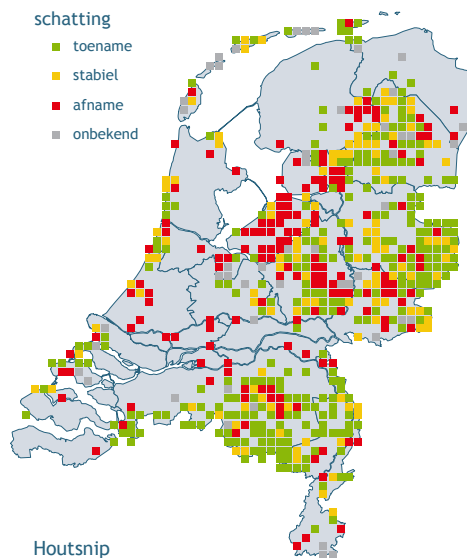 schatting
toename
stabiel
afname
onbekend
Houtsnip